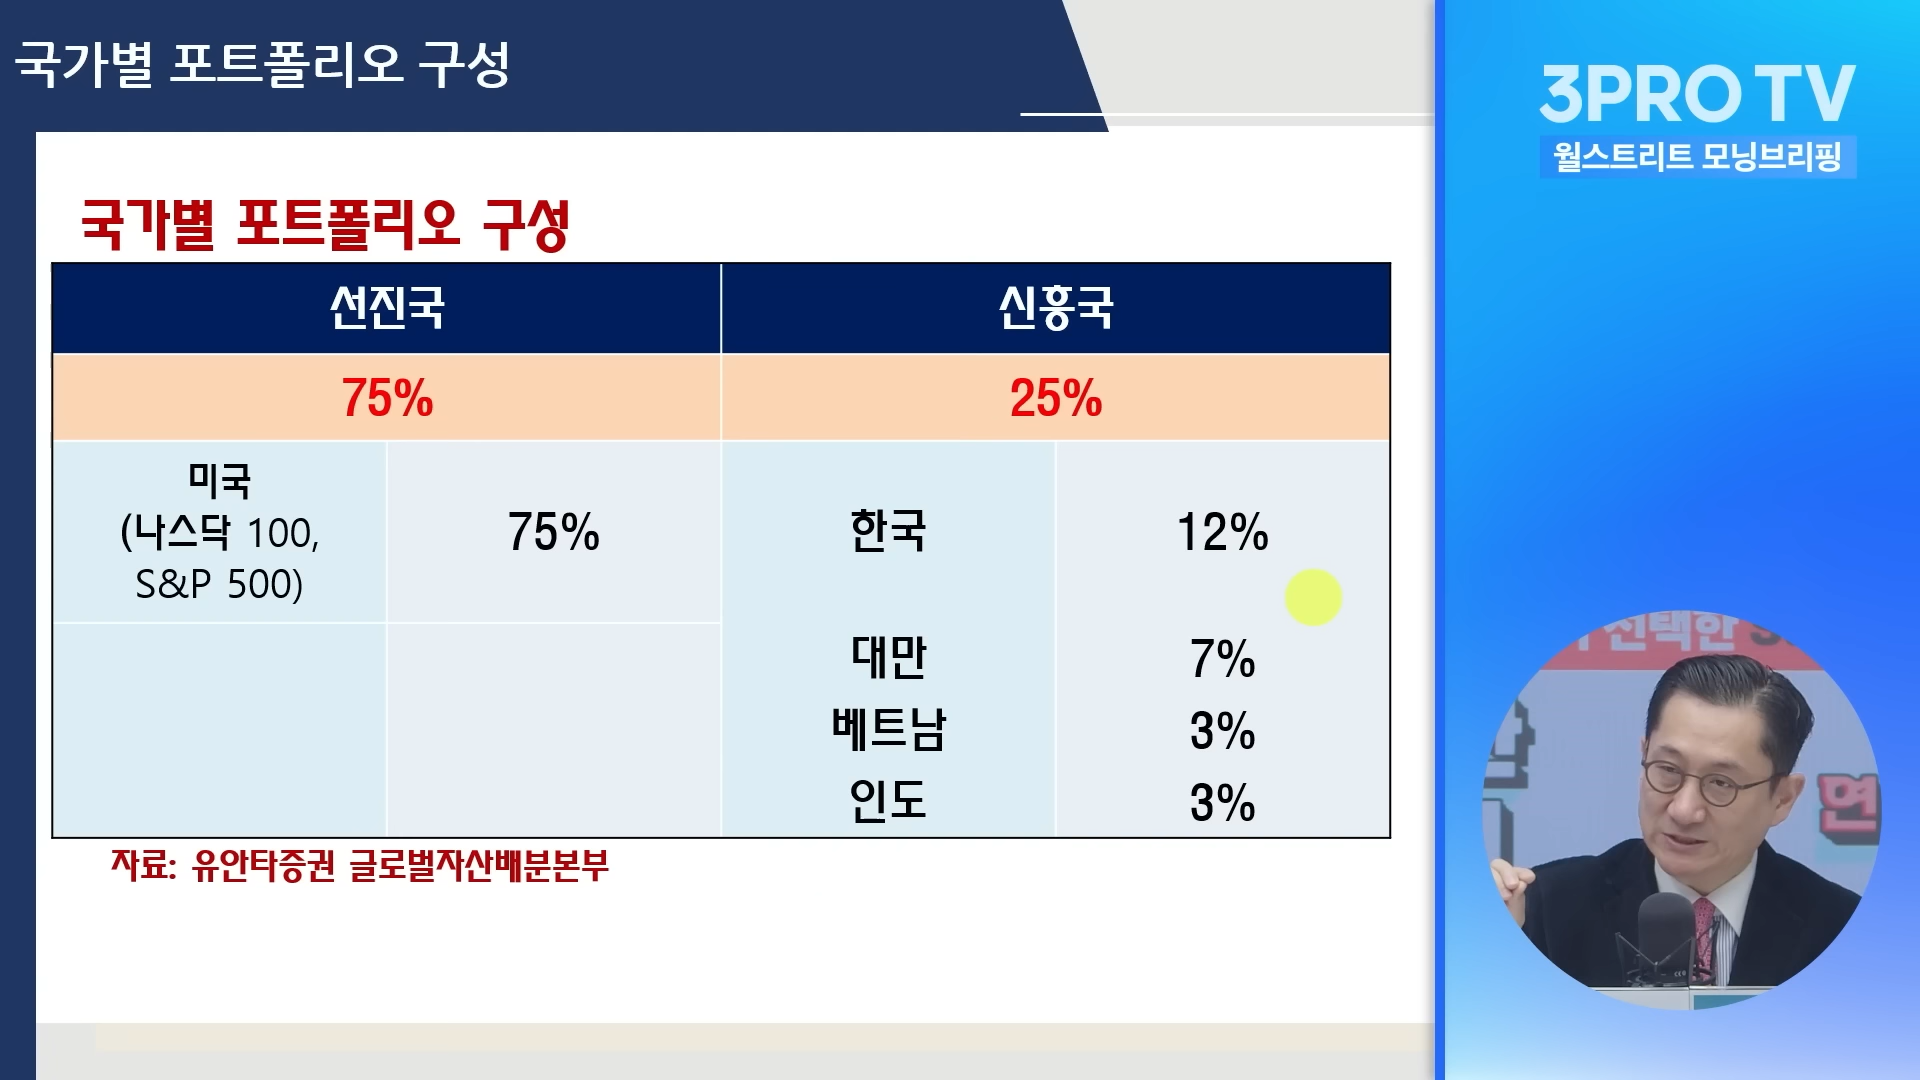 국가별 포트폴리오 구성
3PRO TV
월스트리트 모닝브리핑
국가별 포트폴리오 구성
선진국 신흥국
75% 25%
미국
(나스닥 100,
S&P 500)
75%
한국 12%
대만 7%
베트남 3%
인도 3%
자료: 유안타증권 글로벌자산배분본부
선택한
연